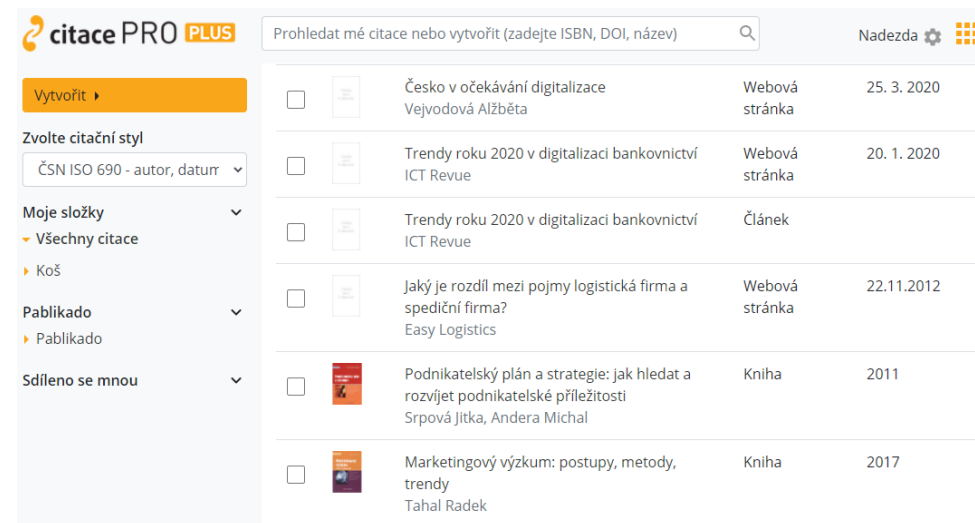 citace PRO PLUS
Prohledat mé citace nebo vytvořit (zadejte ISBN, DOI, název)
Nadezda
Vytvořit
Zvolte citační styl
ČSN ISO 690 - autor, datum
Moje složky
Všechny citace
Koš
Pablikado
Pablikado
Sdíleno se mnou
Česko v očekávání digitalizace
Vejvodová Alžběta
Webová
stránka
25. 3. 2020
Trendy roku 2020 v digitalizaci bankovnictví
ICT Revue
Webová
stránka
20. 1. 2020
Trendy roku 2020 v digitalizaci bankovnictví
ICT Revue
Článek
Jaký je rozdíl mezi pojmy logistická firma a
spediční firma?
Easy Logistics
Webová
stránka
22.11.2012
Podnikatelský plán a strategie: jak hledat a
rozvíjet podnikatelské příležitosti
Srpová Jitka, Andera Michal
Kniha
2011
Marketingový výzkum: postupy, metody,
trendy
Tahal Radek
Kniha
2017